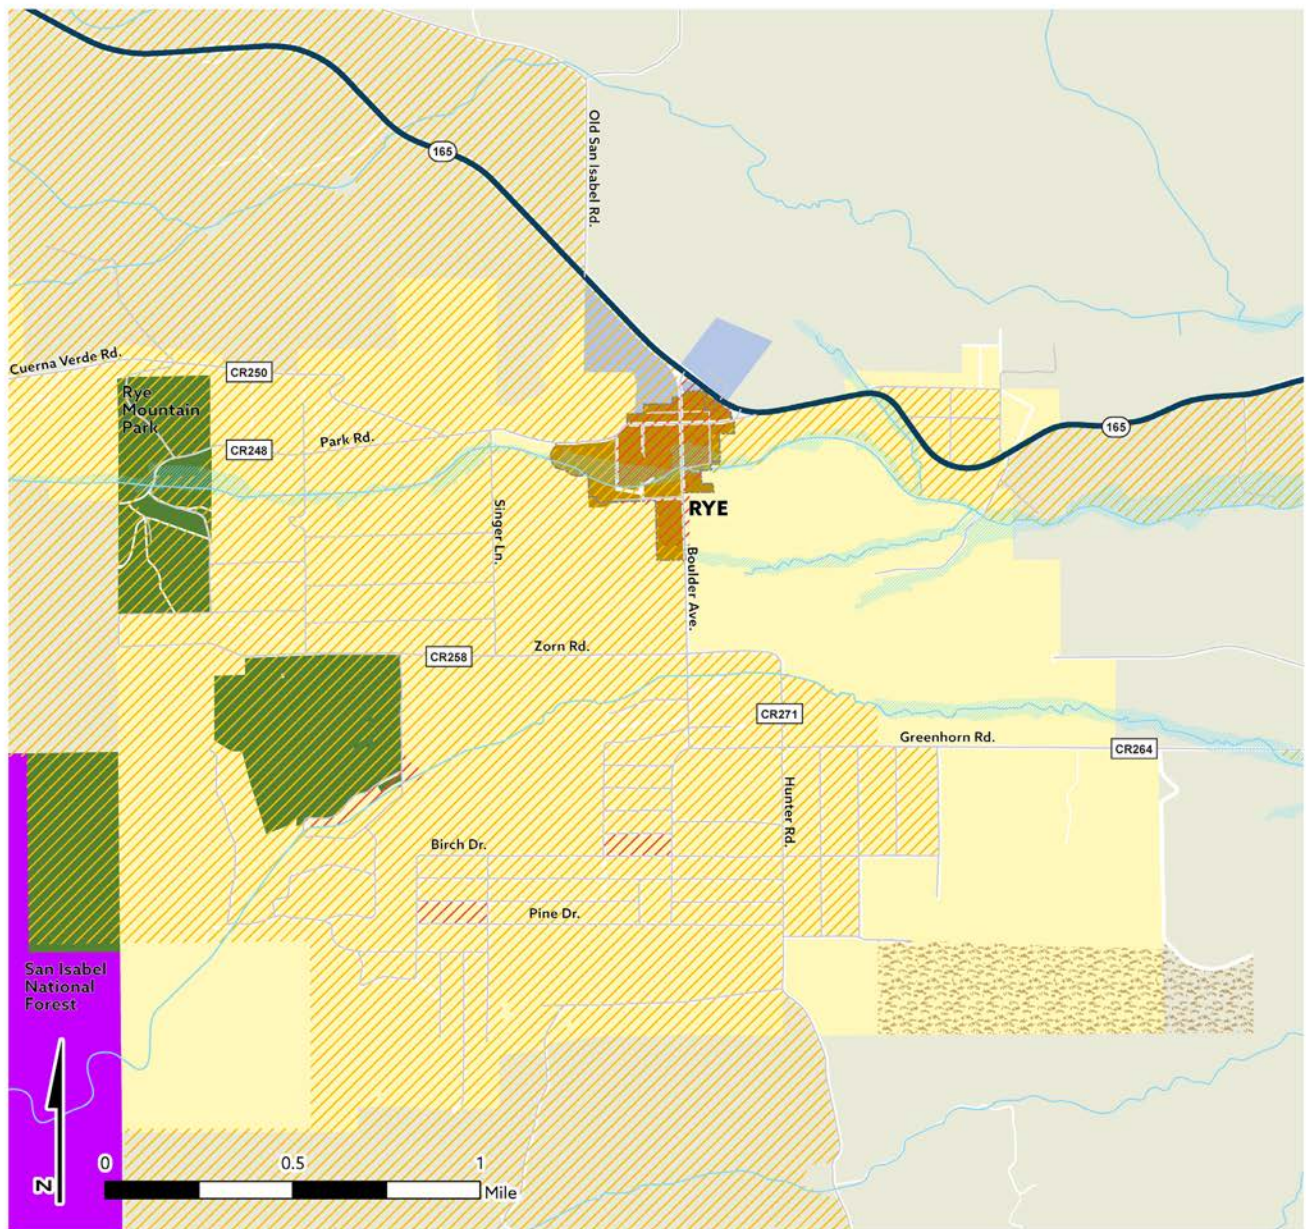 165
Old San Isabel Rd.
Cuerna Verde Rd.
CR250
Rye
Mountain
Park
CR248
Park Rd.
165
Singer Ln.
RYE
Boulder Ave.
Zorn Rd.
CR258
CR271
Greenhorn Rd.
CR264
Hunter Rd.
Birch Dr.
Pine Dr.
San Isabel
National
Forest
N
0 0.5 1
Mile